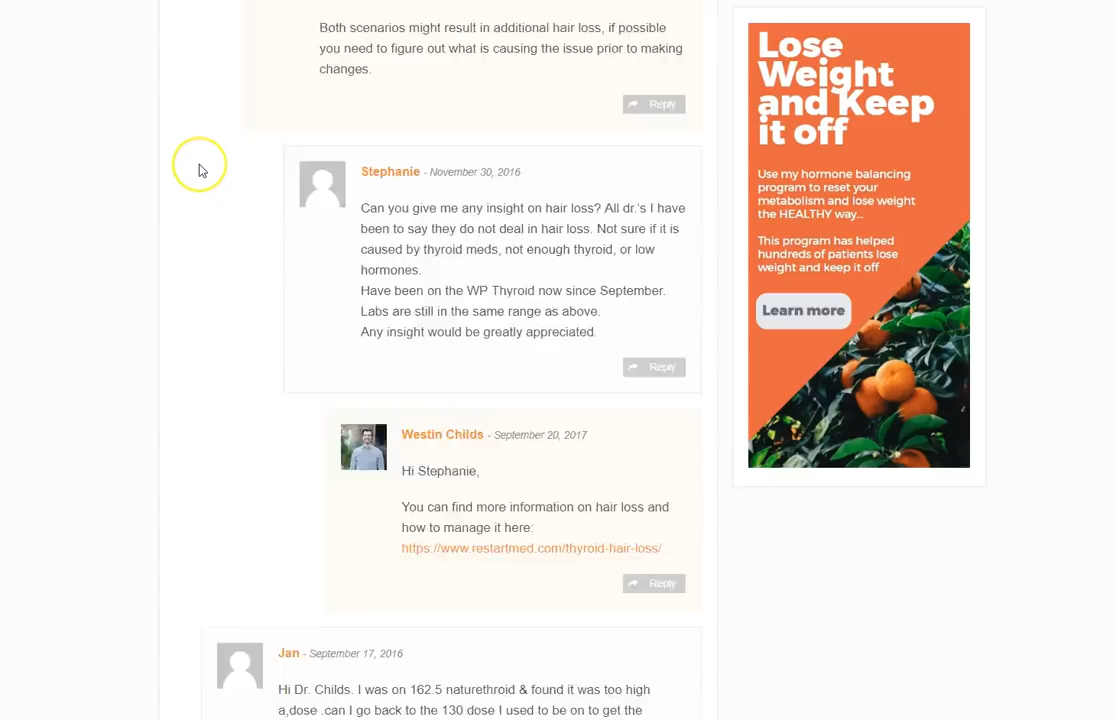 Both scenarios might result in additional hair loss, if possible
you need to figure out what is causing the issue prior to making
changes.
Reply
Stephanie - November 30, 2016
Can you give me any insight on hair loss? All dr.'s I have
been to say they do not deal in hair loss. Not sure if it is
caused by thyroid meds, not enough thyroid, or low
hormones.
Have been on the WP Thyroid now since September.
Labs are still in the same range as above.
Any insight would be greatly appreciated.
Reply
Westin Childs - September 20, 2017
Hi Stephanie,
You can find more information on hair loss and
how to manage it here:
https://www.restartmed.com/thyroid-hair-loss/
Reply
Jan - September 17, 2016
Hi Dr. Childs. I was on 162.5 naturethroid & found it was too high
a,dose .can I go back to the 130 dose I used to be on to get the
Lose
Weight
and Keep
it off
Use my hormone balancing
program to reset your
metabolism and lose weight
the HEALTHY way...
This program has helped
hundreds of patients lose
weight and keep it off
Learn more